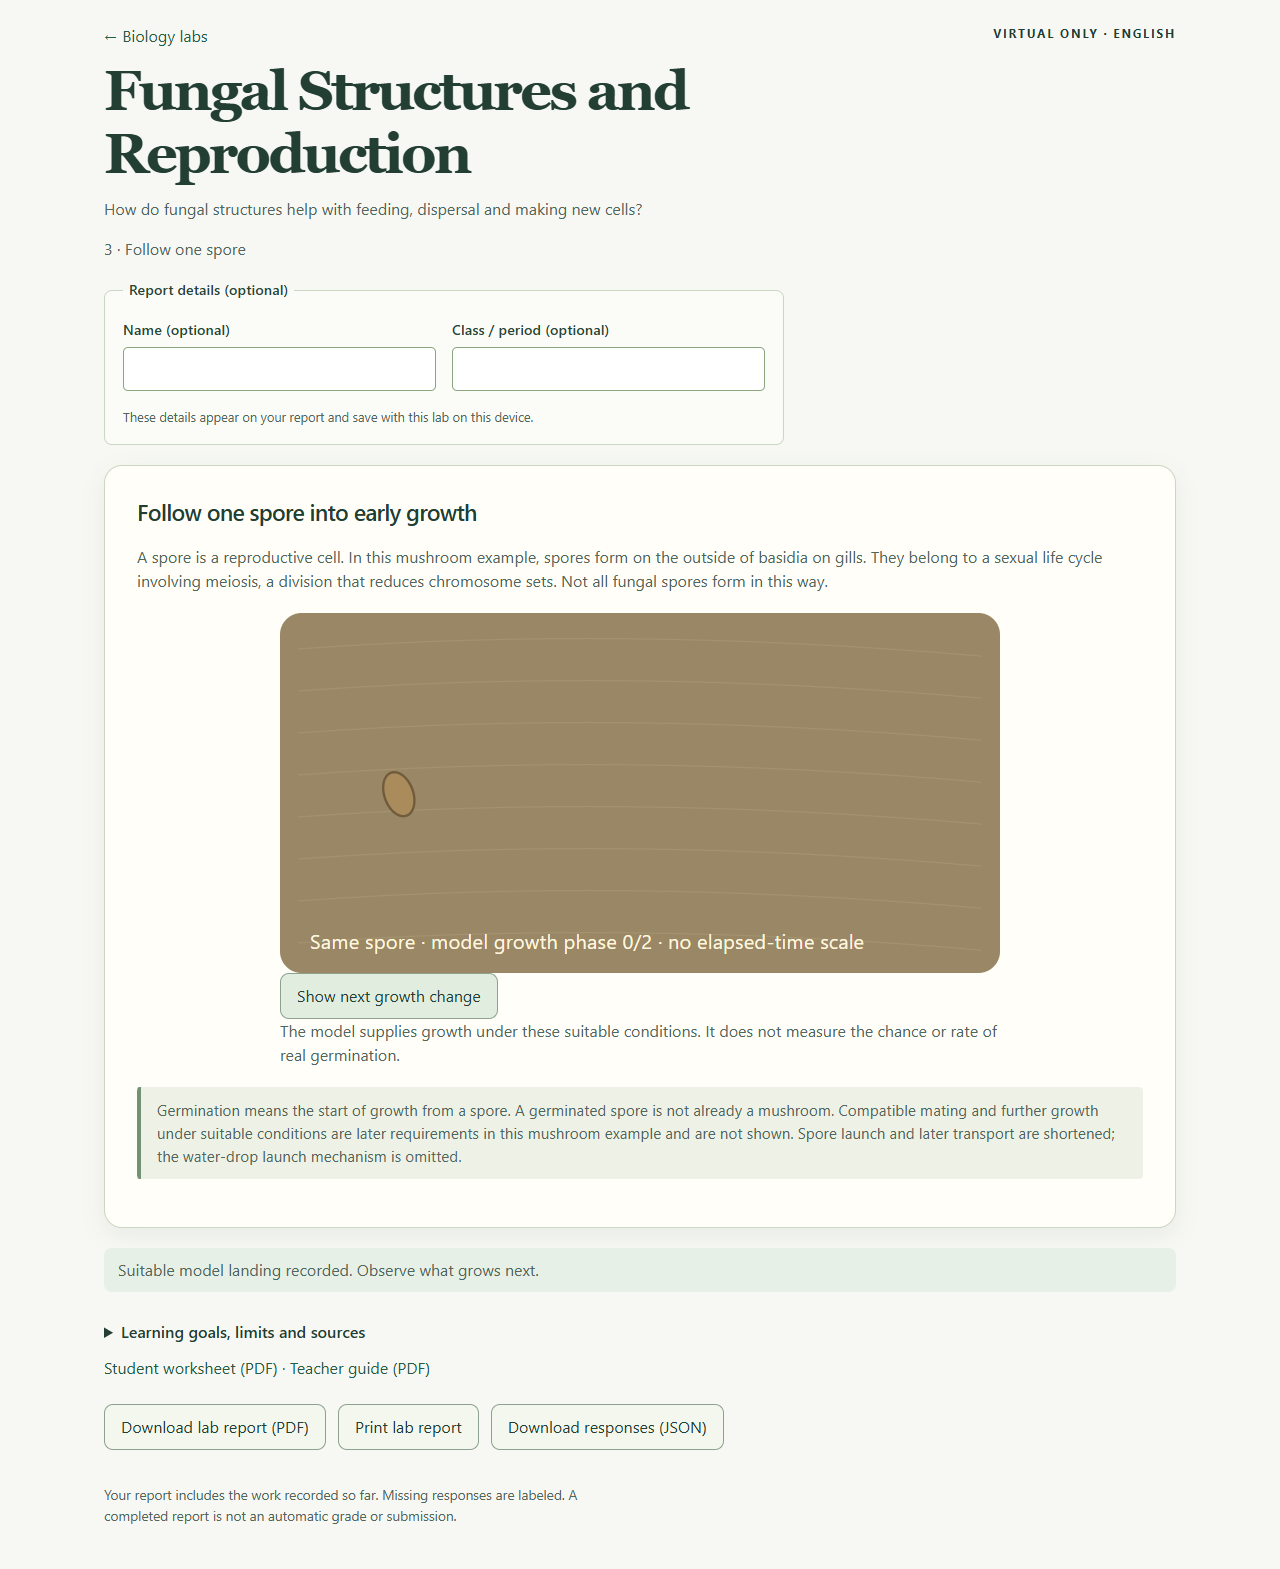 ← Biology labs
VIRTUAL ONLY · ENGLISH
Fungal Structures and
Reproduction
How do fungal structures help with feeding, dispersal and making new cells?
3 · Follow one spore
Report details (optional)
Name (optional)
Class / period (optional)
These details appear on your report and save with this lab on this device.
Follow one spore into early growth
A spore is a reproductive cell. In this mushroom example, spores form on the outside of basidia on gills. They belong to a sexual life cycle
involving meiosis, a division that reduces chromosome sets. Not all fungal spores form in this way.
Same spore · model growth phase 0/2 · no elapsed-time scale
Show next growth change
The model supplies growth under these suitable conditions. It does not measure the chance or rate of
real germination.
Germination means the start of growth from a spore. A germinated spore is not already a mushroom. Compatible mating and further growth
under suitable conditions are later requirements in this mushroom example and are not shown. Spore launch and later transport are shortened;
the water-drop launch mechanism is omitted.
Suitable model landing recorded. Observe what grows next.
▶ Learning goals, limits and sources
Student worksheet (PDF) · Teacher guide (PDF)
Download lab report (PDF)
Print lab report
Download responses (JSON)
Your report includes the work recorded so far. Missing responses are labeled. A
completed report is not an automatic grade or submission.